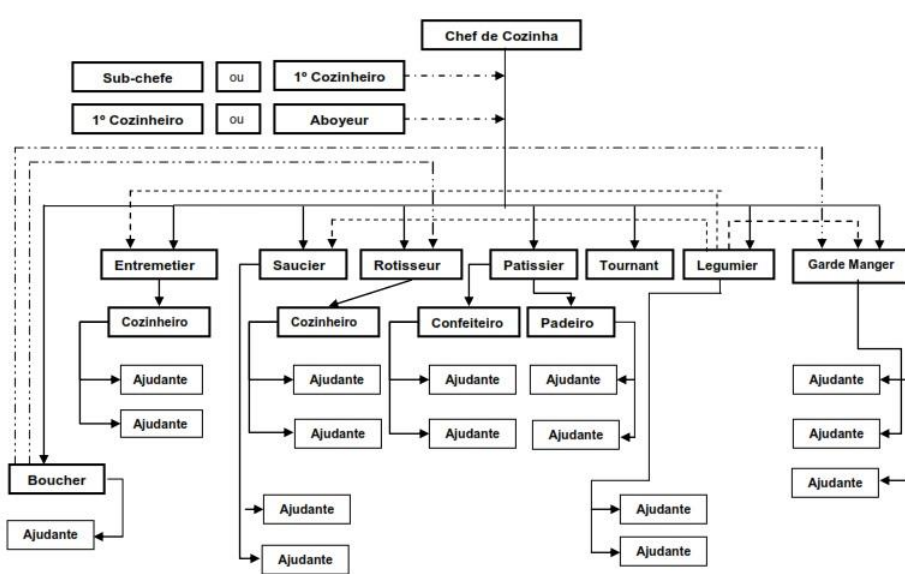 Chef de Cozinha
Sub-chefe ou 1º Cozinheiro
1º Cozinheiro ou Aboyeur
Entremetier Saucier Rotisseur Patissier Tournant Legumier Garde Manger
Cozinheiro Cozinheiro Confeiteiro Padeiro
Ajudante Ajudante Ajudante Ajudante Ajudante
Ajudante Ajudante Ajudante Ajudante Ajudante
Boucher Ajudante
Ajudante Ajudante
Ajudante
Ajudante Ajudante